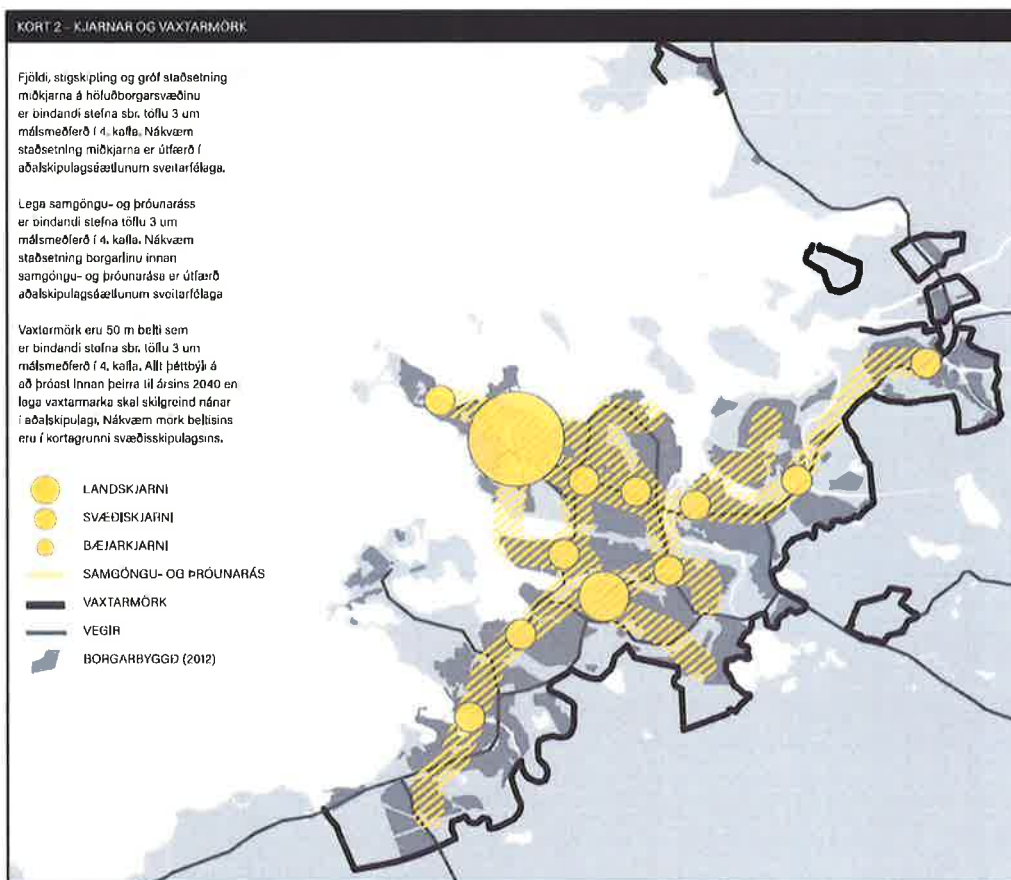 KORT 2 – KJARNAR OG VAXTARMÖRK
Fjöldi, stigskipting og gróf staðsetning
miðkjarna á höfuðborgarsvæðinu
er bindandi stefna sbr. töflu 3 um
málsmeðferð í 4. kafla. Nákvæm
staðsetning miðkjarna er útfærð í
aðalskipulagsáætlunum sveitarfélaga.
Lega samgöngu- og þróunaráss
er bindandi stefna töflu 3 um
málsmeðferð í 4. kafla. Nákvæm
staðsetning borgarlínu innan
samgöngu- og þróunarása er útfærð
aðalskipulagsáætlunum sveitarfélaga
Vaxtarmörk eru 50 m belti sem
er bindandi stefna sbr. töflu 3 um
málsmeðferð í 4. kafla. Allt þéttbýli á
að þróast innan þeirra til ársins 2040 en
lega vaxtarmarka skal skilgreind nánar
í aðalskipulagi. Nákvæm mörk beltisins
eru í kortagrunni svæðisskipulagsins.
LANDSKJARNI
SVÆÐISKJARNI
BÆJARKJARNI
SAMGÖNGU- OG ÞRÓUNARÁS
VAXTARMÖRK
VEGIR
BORGARBYGGÐ (2012)